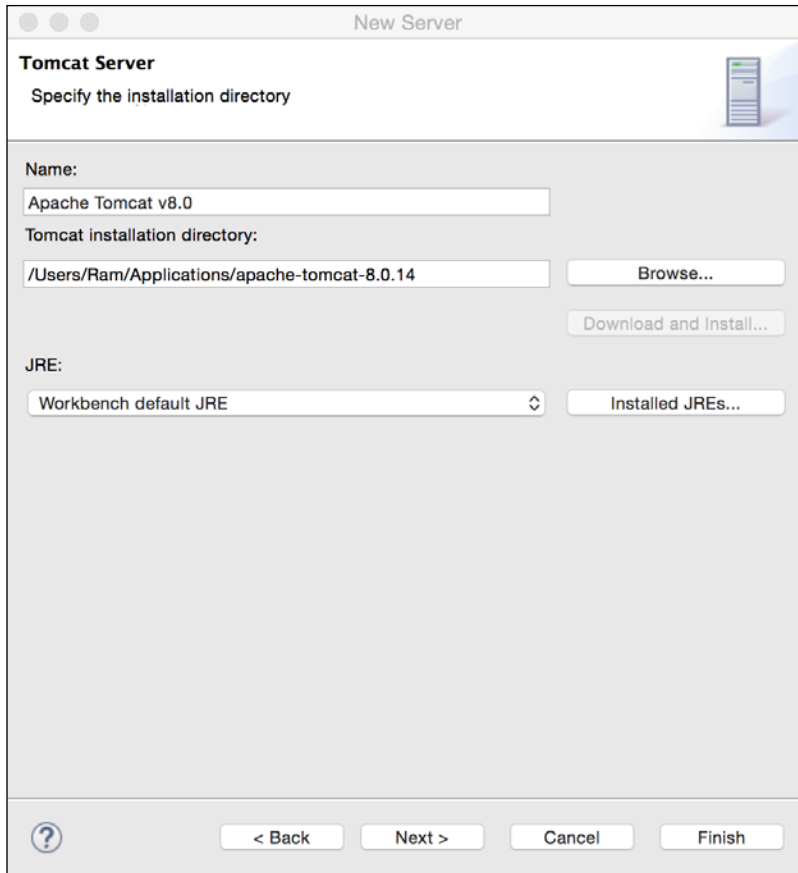 New Server
Tomcat Server
Specify the installation directory
Name:
Apache Tomcat v8.0
Tomcat installation directory:
/Users/Ram/Applications/apache-tomcat-8.0.14
Browse...
Download and Install...
JRE:
Workbench default JRE
Installed JREs...
?
< Back
Next >
Cancel
Finish